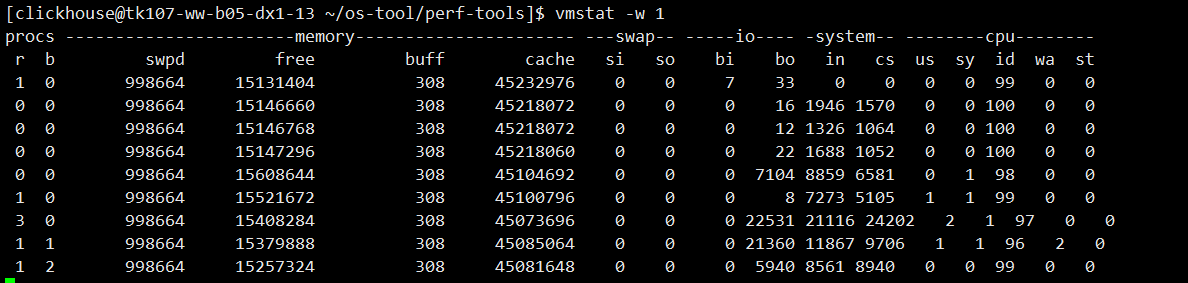 [clickhouse@tk107-ww-b05-dx1-13 ~/os-tool/perf-tools]$ vmstat -w 1
procs -----------------------memory---------------------- ---swap-- -----io---- -system-- --------cpu--------
 r  b         swpd         free         buff        cache   si   so    bi    bo   in   cs  us  sy  id  wa  st
 1  0       998664     15131404          308     45232976    0    0     7    33    0    0   0   0  99   0   0
 0  0       998664     15146660          308     45218072    0    0     0    16 1946 1570   0   0 100   0   0
 0  0       998664     15146768          308     45218072    0    0     0    12 1326 1064   0   0 100   0   0
 0  0       998664     15147296          308     45218060    0    0     0    22 1688 1052   0   0 100   0   0
 0  0       998664     15608644          308     45104692    0    0     0  7104 8859 6581   0   1  98   0   0
 1  0       998664     15521672          308     45100796    0    0     0     8 7273 5105   1   1  99   0   0
 3  0       998664     15408284          308     45073696    0    0     0 22531 21116 24202   2   1  97   0   0
 1  1       998664     15379888          308     45085064    0    0     0 21360 11867 9706   1   1  96   2   0
 1  2       998664     15257324          308     45081648    0    0     0  5940 8561 8940   0   0  99   0   0